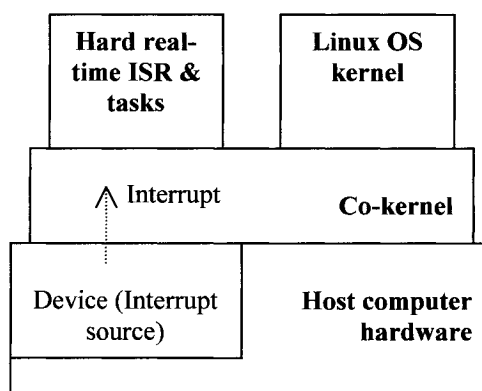 Hard real-
time ISR &
tasks
Linux OS
kernel
Interrupt
Co-kernel
Device (Interrupt
source)
Host computer
hardware